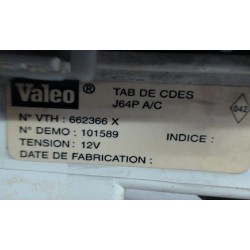 Valeo ® TAB DE CDES
J64P A/C
N° VTH : 662366 X
N° DEMO : 101589 INDICE :
TENSION : 12V
DATE DE FABRICATION :